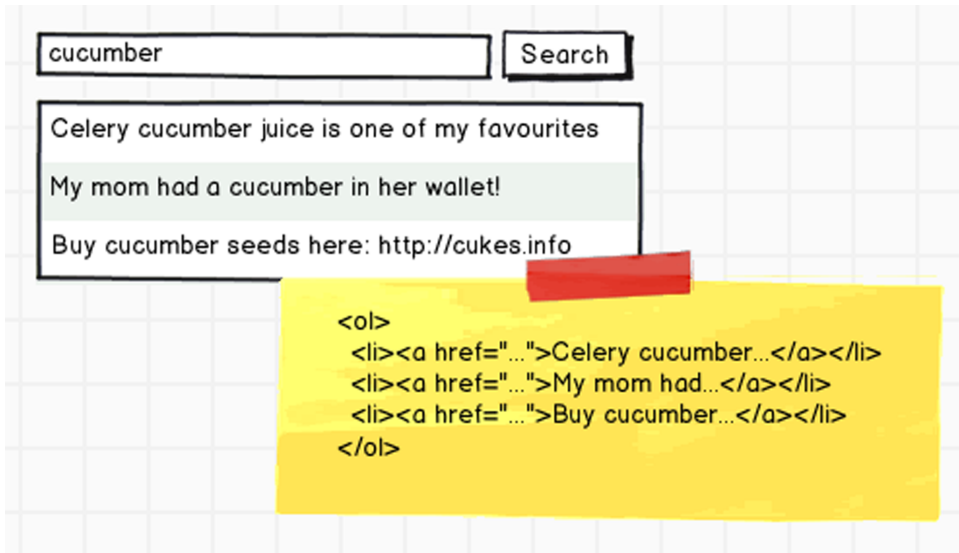 cucumber
Search
Celery cucumber juice is one of my favourites
My mom had a cucumber in her wallet!
Buy cucumber seeds here: http://cukes.info
<ol>
<li><a href="...">Celery cucumber...</a></li>
<li><a href="...">My mom had...</a></li>
<li><a href="...">Buy cucumber...</a></li>
</ol>